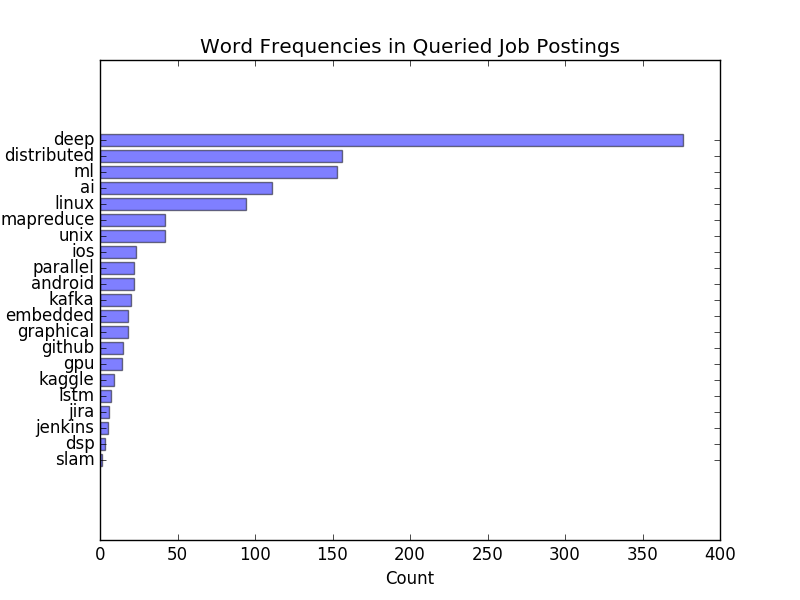 Word Frequencies in Queried Job Postings
deep
distributed
ml
ai
linux
mapreduce
unix
ios
parallel
android
kafka
embedded
graphical
github
gpu
kaggle
lstm
jira
jenkins
dsp
slam
0 50 100 150 200 250 300 350 400
Count